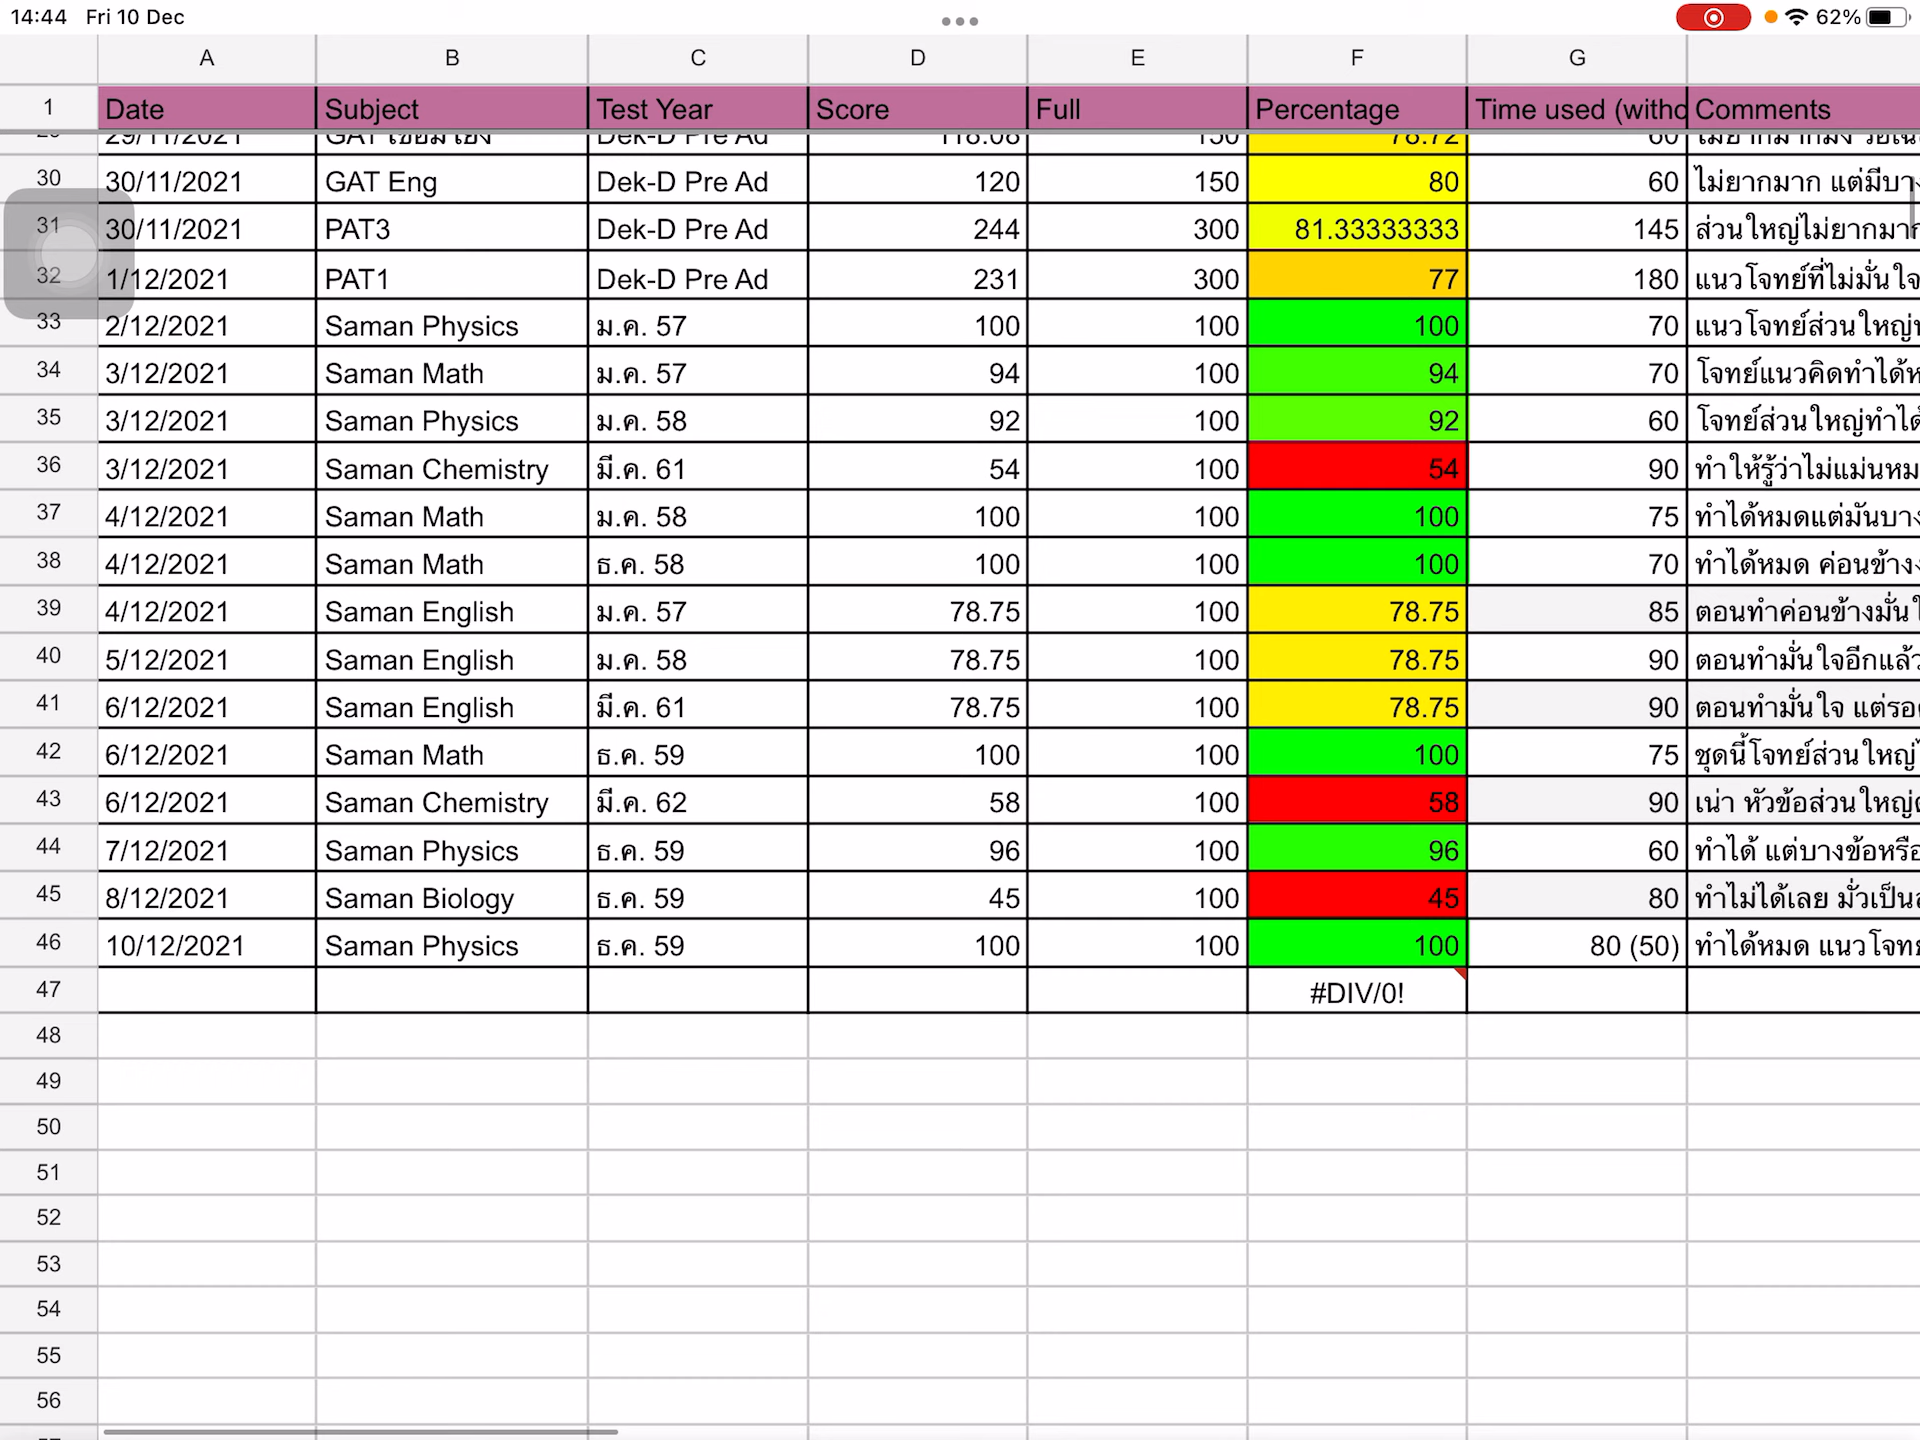 14:44 Fri 10 Dec 62%
A B C D E F G
1 Date Subject Test Year Score Full Percentage Time used (withc Comments
29/11/2021 GAT เชื่อมโยง Dek-D Pre Ad 118.08 150 78.72 60
30 30/11/2021 GAT Eng Dek-D Pre Ad 120 150 80 60 ไม่ยากมาก แต่มีบาง
31 30/11/2021 PAT3 Dek-D Pre Ad 244 300 81.33333333 145 ส่วนใหญ่ไม่ยากมาก
32 1/12/2021 PAT1 Dek-D Pre Ad 231 300 77 180 แนวโจทย์ที่ไม่มั่นใจ
33 2/12/2021 Saman Physics ม.ค. 57 100 100 100 70 แนวโจทย์ส่วนใหญ่
34 3/12/2021 Saman Math ม.ค. 57 94 100 94 70 โจทย์แนวคิดทำได้ห
35 3/12/2021 Saman Physics ม.ค. 58 92 100 92 60 โจทย์ส่วนใหญ่ทำได้
36 3/12/2021 Saman Chemistry มี.ค. 61 54 100 54 90 ทำให้รู้ว่าไม่แม่นหม
37 4/12/2021 Saman Math ม.ค. 58 100 100 100 75 ทำได้หมดแต่มันบาง
38 4/12/2021 Saman Math ธ.ค. 58 100 100 100 70 ทำได้หมด ค่อนข้าง
39 4/12/2021 Saman English ม.ค. 57 78.75 100 78.75 85 ตอนทำค่อนข้างมั่นใ
40 5/12/2021 Saman English ม.ค. 58 78.75 100 78.75 90 ตอนทำมั่นใจอีกแล้ว
41 6/12/2021 Saman English มี.ค. 61 78.75 100 78.75 90 ตอนทำมั่นใจ แต่รอ
42 6/12/2021 Saman Math ธ.ค. 59 100 100 100 75 ชุดนี้โจทย์ส่วนใหญ่
43 6/12/2021 Saman Chemistry มี.ค. 62 58 100 58 90 เน่า หัวข้อส่วนใหญ่
44 7/12/2021 Saman Physics ธ.ค. 59 96 100 96 60 ทำได้ แต่บางข้อหรือ
45 8/12/2021 Saman Biology ธ.ค. 59 45 100 45 80 ทำไม่ได้เลย มั่วเป็น
46 10/12/2021 Saman Physics ธ.ค. 59 100 100 100 80 (50) ทำได้หมด แนวโจท
47 #DIV/0!
48
49
50
51
52
53
54
55
56